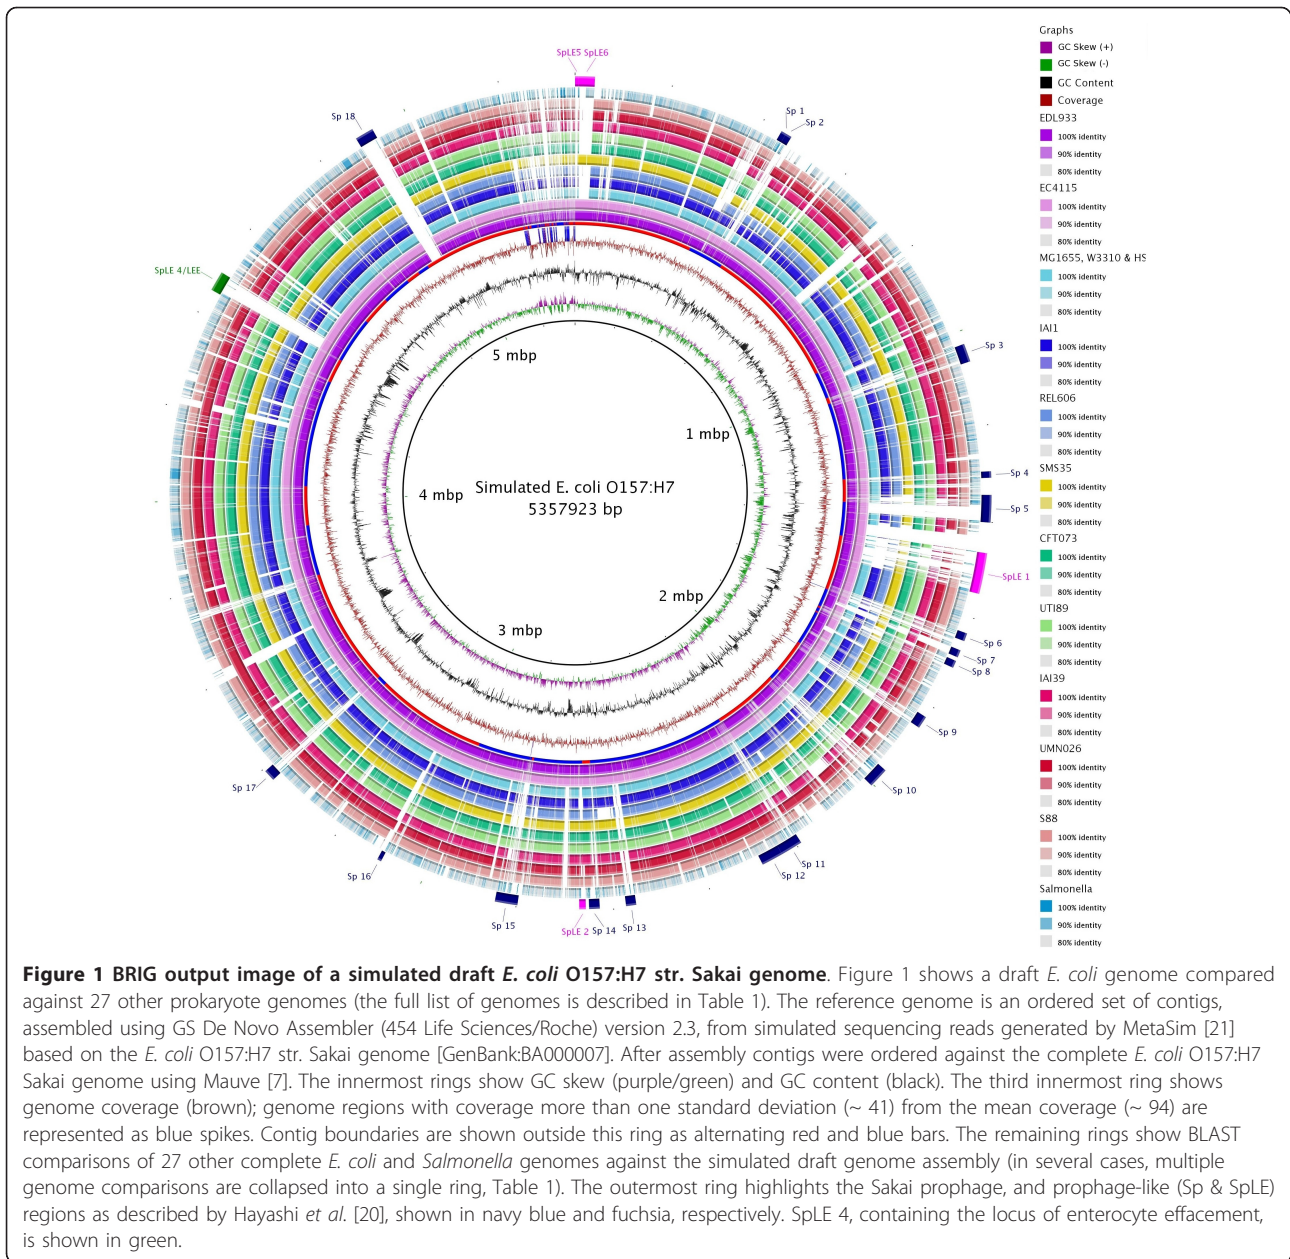 SpLE5 SpLE6
Sp 18
Sp 1
Sp 2
SpLE 4/LEE
Sp 3
Sp 4
Sp 5
SpLE 1
Sp 6
Sp 7
Sp 8
Sp 9
Sp 10
Sp 11
Sp 12
Sp 13
Sp 14
SpLE 2
Sp 15
Sp 16
Sp 17
5 mbp
1 mbp
4 mbp
Simulated E. coli O157:H7
5357923 bp
2 mbp
3 mbp
Graphs
GC Skew (+)
GC Skew (-)
GC Content
Coverage
EDL933
100% identity
90% identity
80% identity
EC4115
100% identity
90% identity
80% identity
MG1655, W3310 & HS
100% identity
90% identity
80% identity
IAI1
100% identity
90% identity
80% identity
REL606
100% identity
90% identity
80% identity
SMS35
100% identity
90% identity
80% identity
CFT073
100% identity
90% identity
80% identity
UTI89
100% identity
90% identity
80% identity
IAI39
100% identity
90% identity
80% identity
UMN026
100% identity
90% identity
80% identity
S88
100% identity
90% identity
80% identity
Salmonella
100% identity
90% identity
80% identity
Figure 1 BRIG output image of a simulated draft E. coli O157:H7 str. Sakai genome. Figure 1 shows a draft E. coli genome compared
against 27 other prokaryote genomes (the full list of genomes is described in Table 1). The reference genome is an ordered set of contigs,
assembled using GS De Novo Assembler (454 Life Sciences/Roche) version 2.3, from simulated sequencing reads generated by MetaSim [21]
based on the E. coli O157:H7 str. Sakai genome [GenBank:BA000007]. After assembly contigs were ordered against the complete E. coli O157:H7
Sakai genome using Mauve [7]. The innermost rings show GC skew (purple/green) and GC content (black). The third innermost ring shows
genome coverage (brown); genome regions with coverage more than one standard deviation (~ 41) from the mean coverage (~ 94) are
represented as blue spikes. Contig boundaries are shown outside this ring as alternating red and blue bars. The remaining rings show BLAST
comparisons of 27 other complete E. coli and Salmonella genomes against the simulated draft genome assembly (in several cases, multiple
genome comparisons are collapsed into a single ring, Table 1). The outermost ring highlights the Sakai prophage, and prophage-like (Sp & SpLE)
regions as described by Hayashi et al. [20], shown in navy blue and fuchsia, respectively. SpLE 4, containing the locus of enterocyte effacement,
is shown in green.